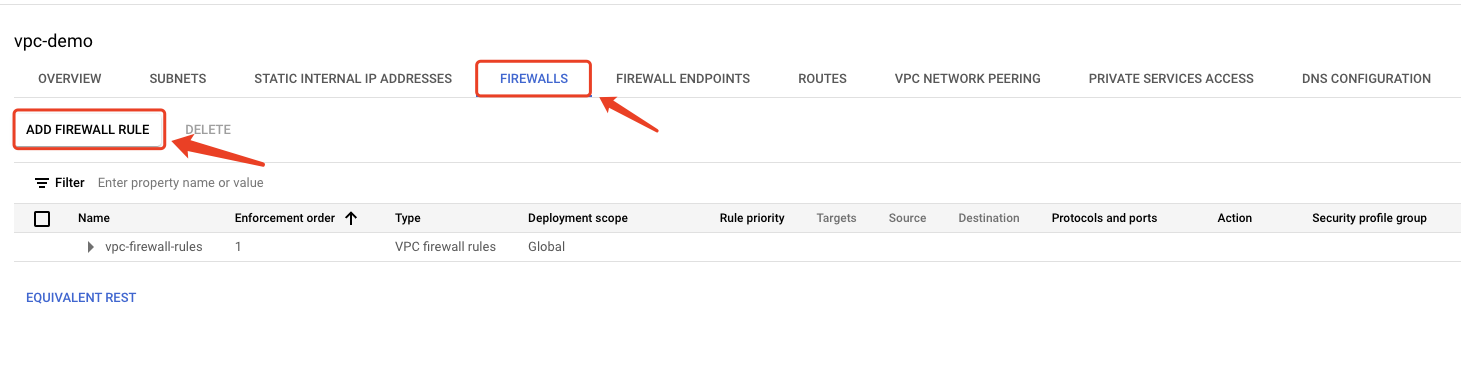 vpc-demo
OVERVIEW SUBNETS STATIC INTERNAL IP ADDRESSES FIREWALLS FIREWALL ENDPOINTS ROUTES VPC NETWORK PEERING PRIVATE SERVICES ACCESS DNS CONFIGURATION
ADD FIREWALL RULE DELETE
Filter Enter property name or value
Name Enforcement order Type Deployment scope Rule priority Targets Source Destination Protocols and ports Action Security profile group
vpc-firewall-rules 1 VPC firewall rules Global
EQUIVALENT REST